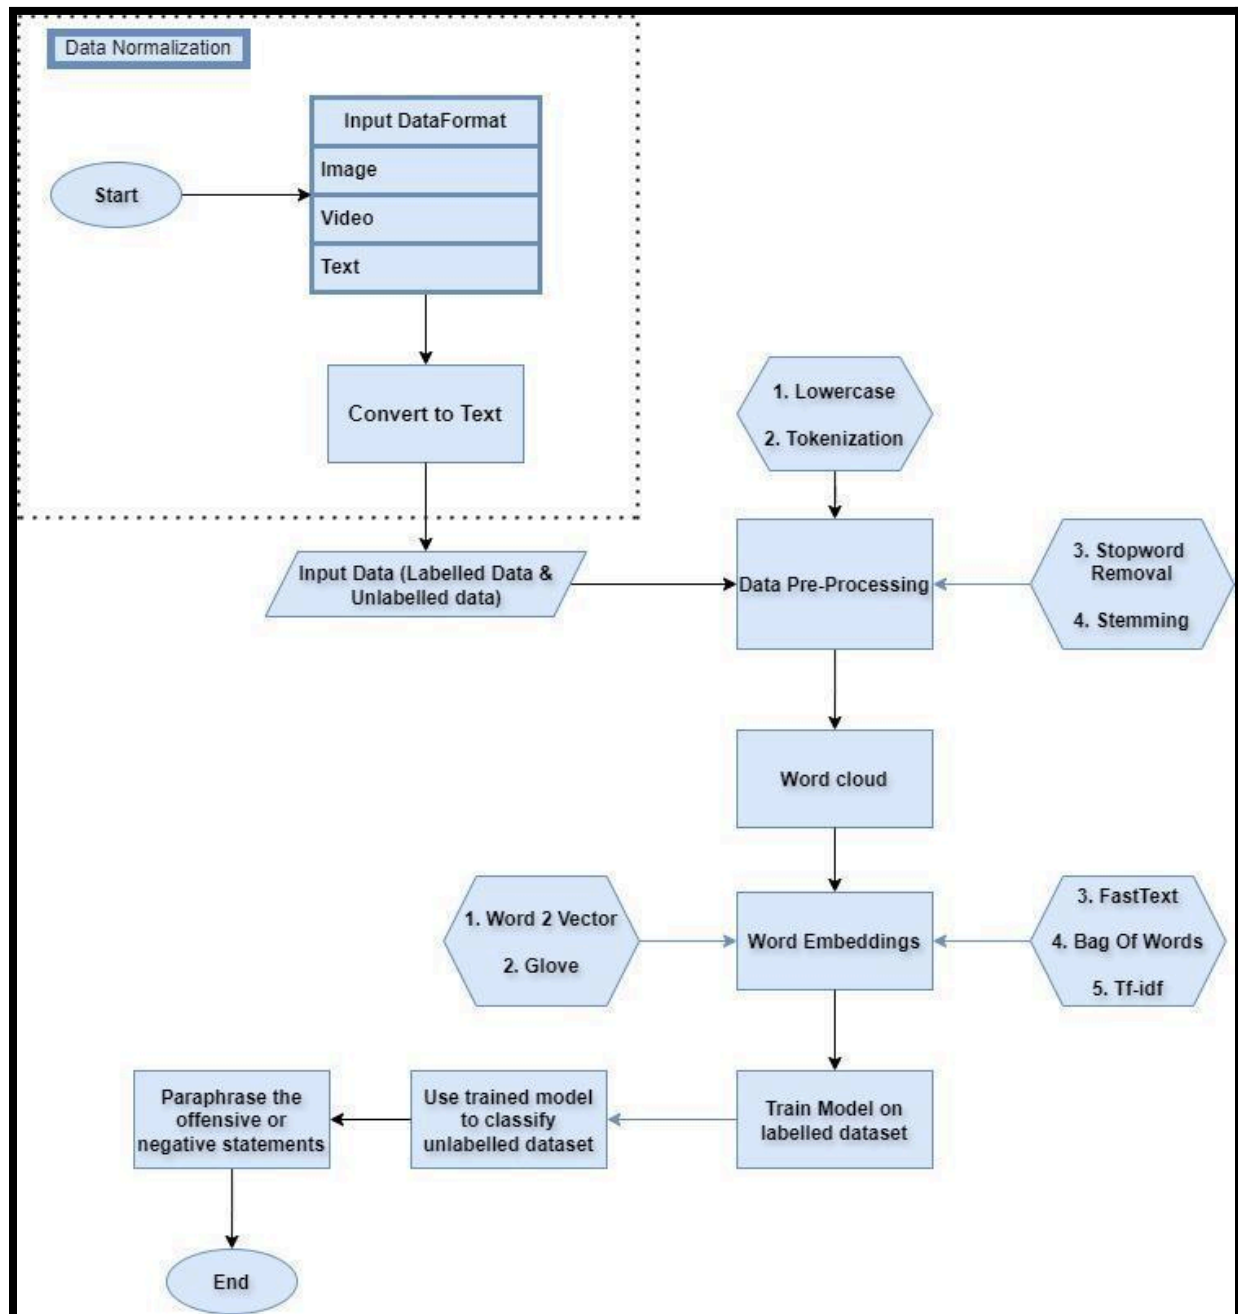 Data Normalization
Input DataFormat
Image
Video
Text
Start
Convert to Text
Input Data (Labelled Data &
Unlabelled data)
1. Lowercase
2. Tokenization
Data Pre-Processing
3. Stopword
Removal
4. Stemming
Word cloud
1. Word 2 Vector
2. Glove
Word Embeddings
3. FastText
4. Bag Of Words
5. Tf-idf
Train Model on
labelled dataset
Use trained model
to classify
unlabelled dataset
Paraphrase the
offensive or
negative statements
End